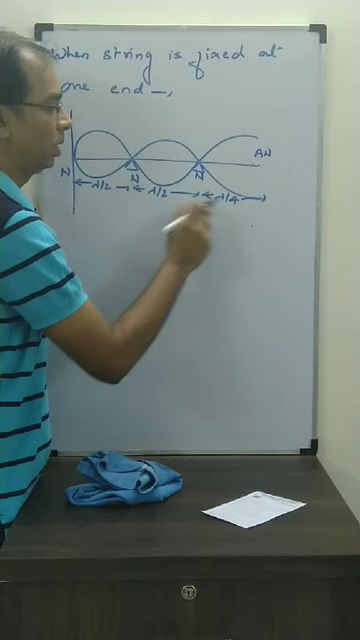 When string is fixed at
one end —,
AN
N N N
λ/2 λ/2 λ/4